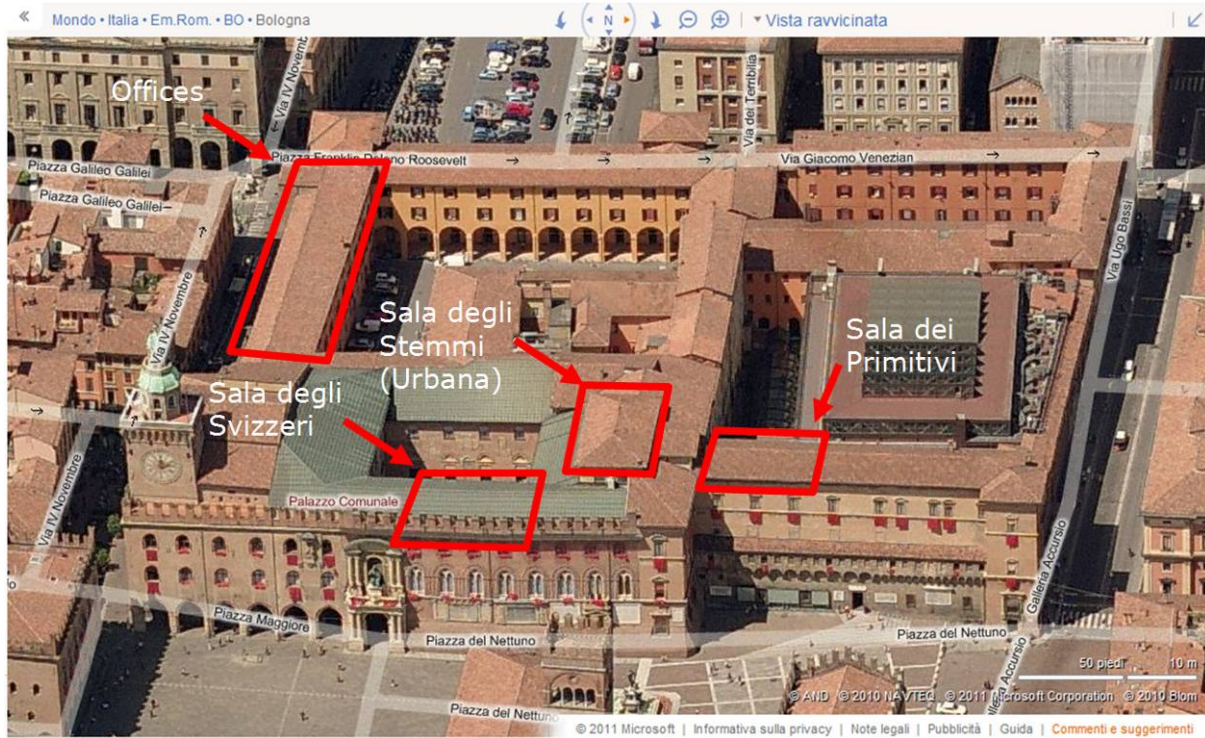 « Mondo • Italia • Em.Rom. • BO • Bologna
N
Vista ravvicinata
Offices
Via IV Novemb
Piazza Franklin Delano Roosevelt
Via dei Terribilia
Via Giacomo Venezian
Piazza Galileo Galilei
Piazza Galileo Galilei
Via Ugo Bassi
Via IV Novembre
Sala degli
Stemmi
(Urbana)
Sala dei
Primitivi
Sala degli
Svizzeri
Palazzo Comunale
Via IV Novembre
Galleria Accursio
Piazza Maggiore
Piazza del Nettuno
Piazza del Nettuno
50 piedi
10 m
Piazza del Nettuno
© AND © 2010 NAVTEQ © 2011 Microsoft Corporation © 2010 Blom
© 2011 Microsoft | Informativa sulla privacy | Note legali | Pubblicità | Guida | Commenti e suggerimenti